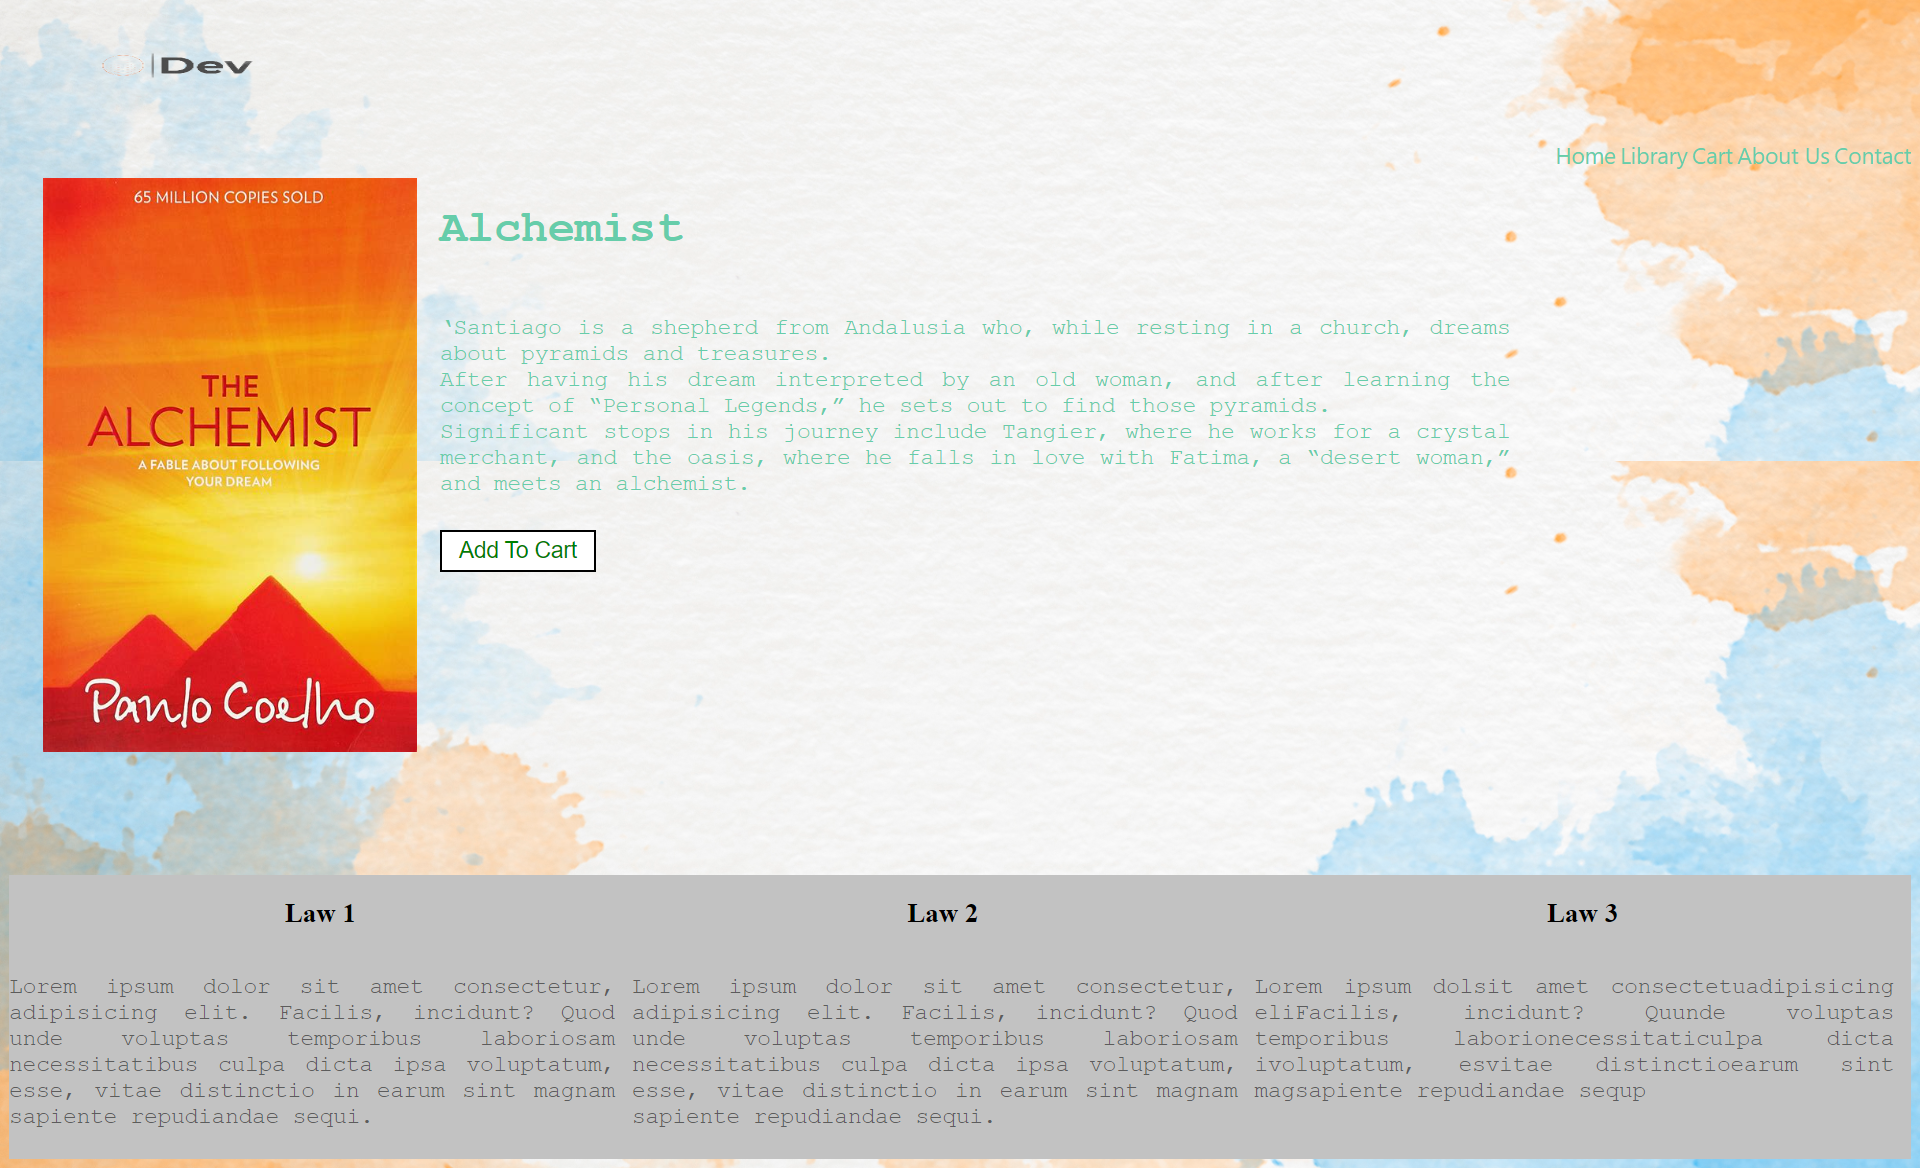 Dev
Home Library Cart About Us Contact
65 MILLION COPIES SOLD
THE
ALCHEMIST
A FABLE ABOUT FOLLOWING
YOUR DREAM
Paulo Coelho
Alchemist
‘Santiago is a shepherd from Andalusia who, while resting in a church, dreams
about pyramids and treasures.
After having his dream interpreted by an old woman, and after learning the
concept of “Personal Legends,” he sets out to find those pyramids.
Significant stops in his journey include Tangier, where he works for a crystal
merchant, and the oasis, where he falls in love with Fatima, a “desert woman,”
and meets an alchemist.
Add To Cart
Law 1
Lorem ipsum dolor sit amet consectetur,
adipisicing elit. Facilis, incidunt? Quod
unde voluptas temporibus laboriosam
necessitatibus culpa dicta ipsa voluptatum,
esse, vitae distinctio in earum sint magnam
sapiente repudiandae sequi.
Law 2
Lorem ipsum dolor sit amet consectetur,
adipisicing elit. Facilis, incidunt? Quod
unde voluptas temporibus laboriosam
necessitatibus culpa dicta ipsa voluptatum,
esse, vitae distinctio in earum sint magnam
sapiente repudiandae sequi.
Law 3
Lorem ipsum dolsit amet consectetuadipisicing
eliFacilis, incidunt? Quunde voluptas
temporibus laborionecessitaticulpa dicta
ivoluptatum, esvitae distinctioearum sint
magsapiente repudiandae sequp